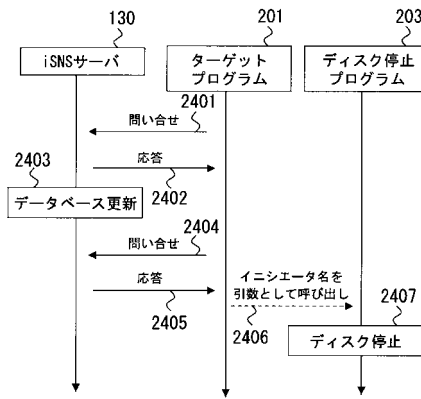 130
201
203
iSNSサーバ
ターゲット
プログラム
ディスク停止
プログラム
2401
問い合せ
2403
応答
2402
データベース更新
2404
問い合せ
応答
2405
イニシエータ名を
引数として呼び出し
2406
2407
ディスク停止